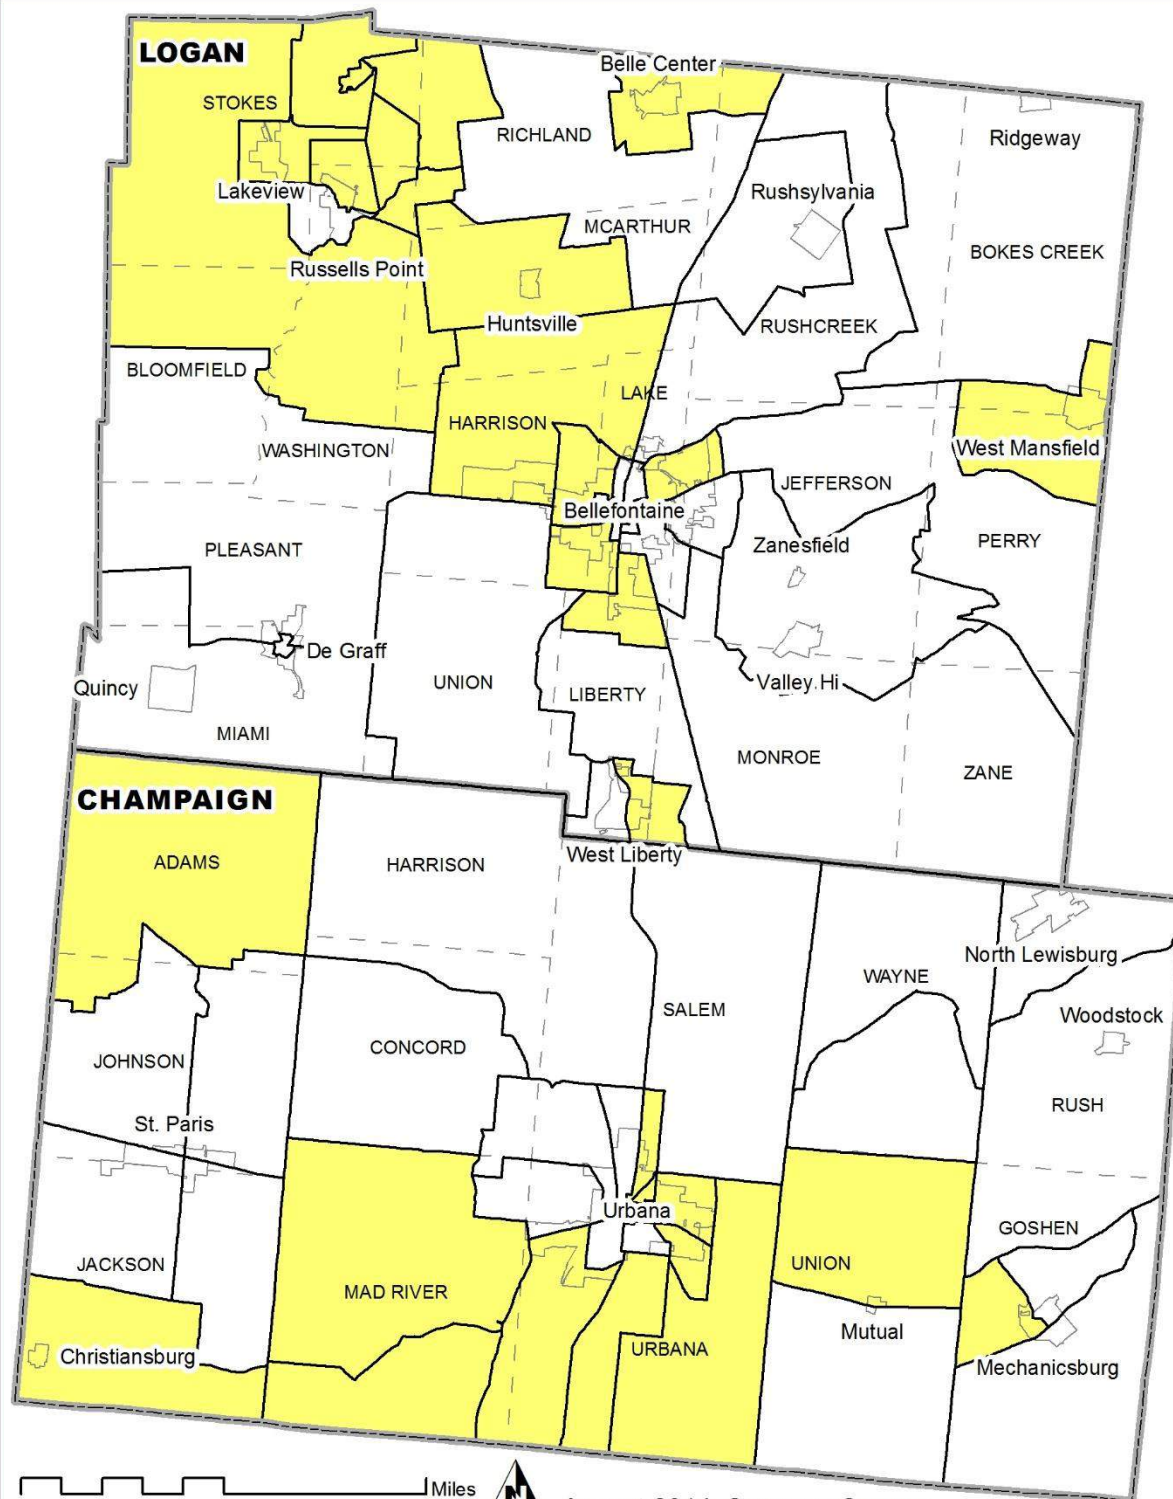 LOGAN
STOKES
Belle Center
RICHLAND
Ridgeway
Lakeview
Rushsylvania
MCARTHUR
BOKES CREEK
Russells Point
Huntsville
RUSHCREEK
BLOOMFIELD
LAKE
HARRISON
WASHINGTON
West Mansfield
JEFFERSON
Bellefontaine
PLEASANT
Zanesfield
PERRY
De Graff
Quincy
UNION
LIBERTY
Valley Hi
MIAMI
MONROE
ZANE
CHAMPAIGN
ADAMS
HARRISON
West Liberty
North Lewisburg
WAYNE
SALEM
Woodstock
JOHNSON
CONCORD
RUSH
St. Paris
Urbana
GOSHEN
JACKSON
UNION
MAD RIVER
Mutual
URBANA
Christiansburg
Mechanicsburg
Miles
N